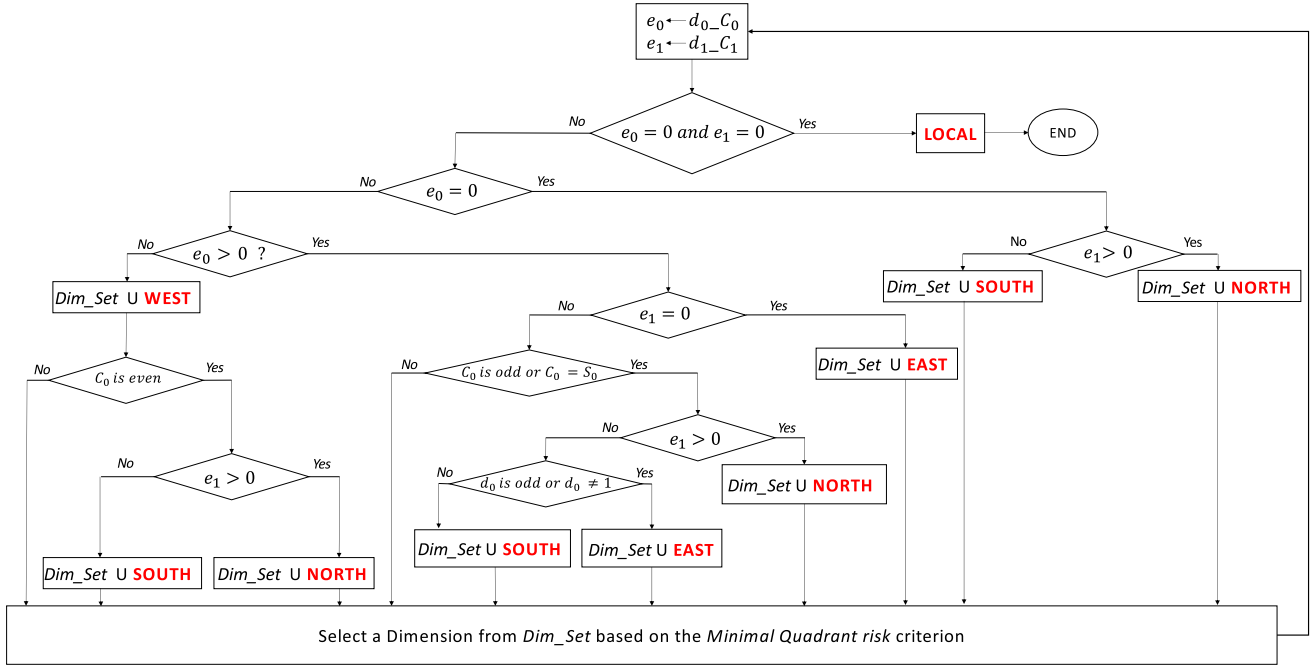 e₀ ← d₀_C₀
e₁ ← d₁_C₁
No
e₀ = 0 and e₁ = 0
Yes
LOCAL
END
No
e₀ = 0
Yes
No
e₀ > 0 ?
Yes
No
e₁> 0
Yes
Dim_Set U WEST
Dim_Set U SOUTH
Dim_Set U NORTH
No
e₁ = 0
Yes
Dim_Set U EAST
No
C₀ is even
Yes
No
C₀ is odd or C₀ = S₀
Yes
No
e₁ > 0
Yes
No
e₁ > 0
Yes
No
d₀ is odd or d₀ ≠ 1
Yes
Dim_Set U NORTH
Dim_Set U SOUTH
Dim_Set U EAST
Dim_Set U SOUTH
Dim_Set U NORTH
Select a Dimension from Dim_Set based on the Minimal Quadrant risk criterion